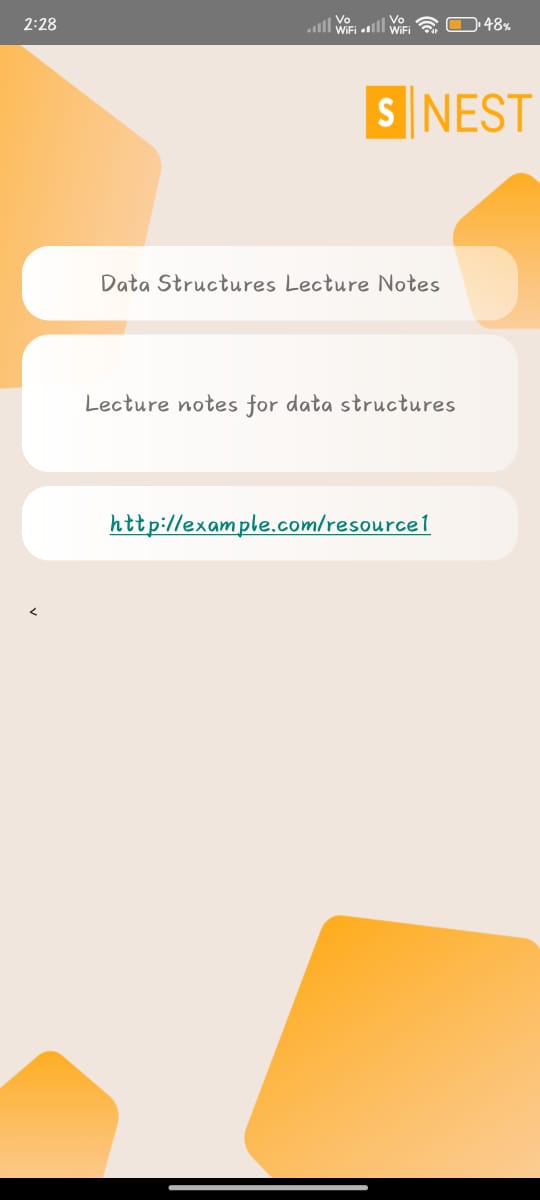 2:28 Vo WiFi Vo WiFi 48%
S NEST
Data Structures Lecture Notes
Lecture notes for data structures
http://example.com/resource1
<